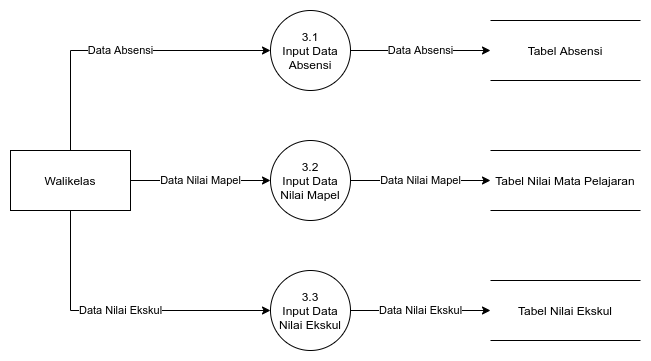 3.1
Input Data
Absensi
Data Absensi
Data Absensi
Tabel Absensi
3.2
Input Data
Nilai Mapel
Walikelas
Data Nilai Mapel
Data Nilai Mapel
Tabel Nilai Mata Pelajaran
3.3
Input Data
Nilai Ekskul
Data Nilai Ekskul
Data Nilai Ekskul
Tabel Nilai Ekskul